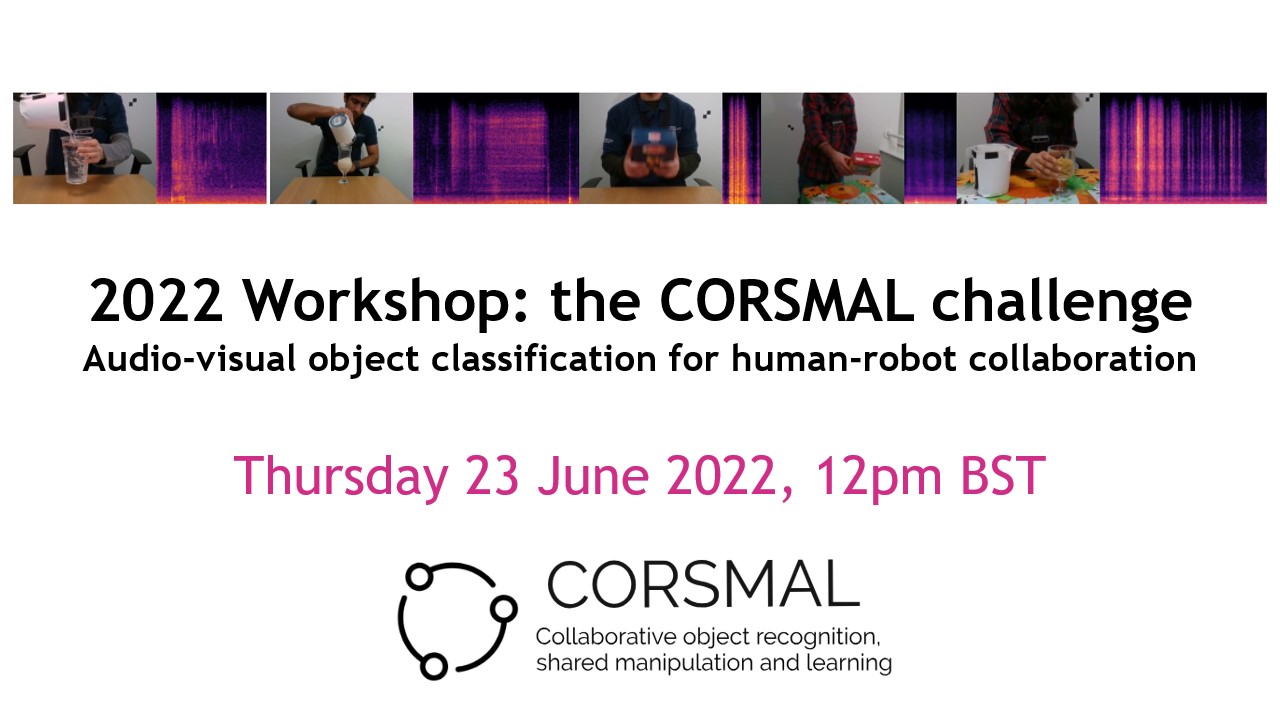 2022 Workshop: the CORSMAL challenge
Audio-visual object classification for human-robot collaboration
Thursday 23 June 2022, 12pm BST
CORSMAL
Collaborative object recognition,
shared manipulation and learning